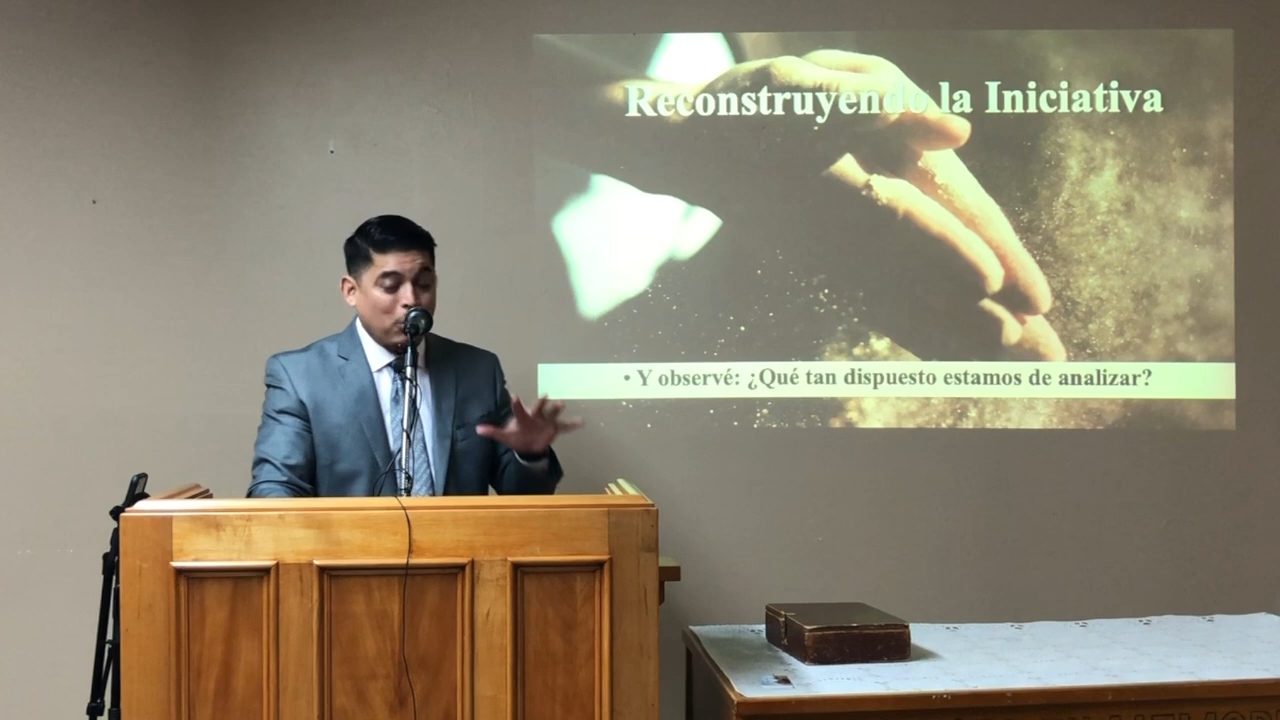 Reconstruyendo la Iniciativa
• Y observé: ¿Qué tan dispuesto estamos de analizar?